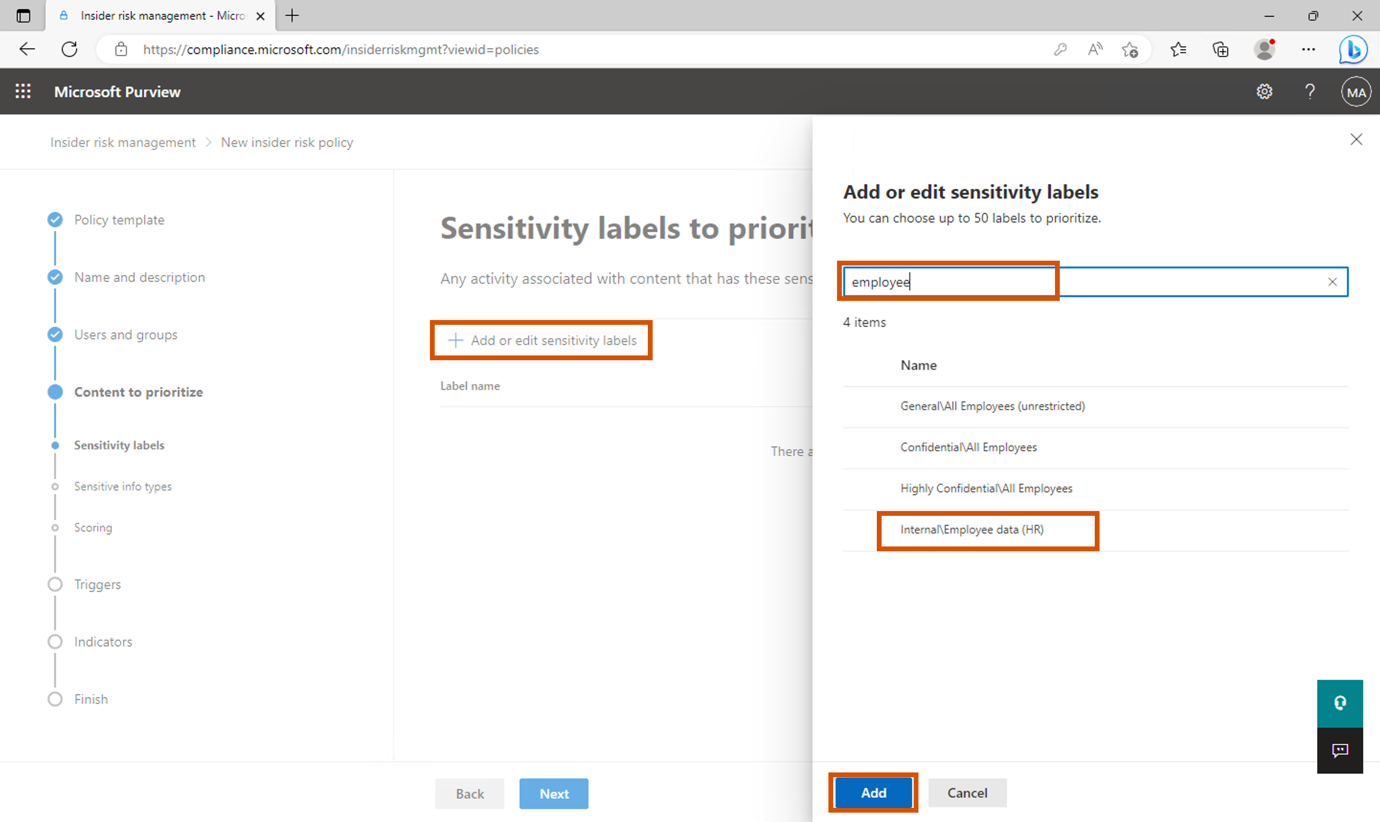 Insider risk management - Micro
https://compliance.microsoft.com/insiderriskmgmt?viewid=policies
Microsoft Purview
?
MA
Insider risk management > New insider risk policy
Policy template
Name and description
Users and groups
Content to prioritize
Sensitivity labels
Sensitive info types
Scoring
Triggers
Indicators
Finish
Sensitivity labels to priorit
Any activity associated with content that has these sens
+ Add or edit sensitivity labels
Label name
There a
Back
Next
Add or edit sensitivity labels
You can choose up to 50 labels to prioritize.
employee
4 items
Name
General\All Employees (unrestricted)
Confidential\All Employees
Highly Confidential\All Employees
Internal\Employee data (HR)
Add
Cancel